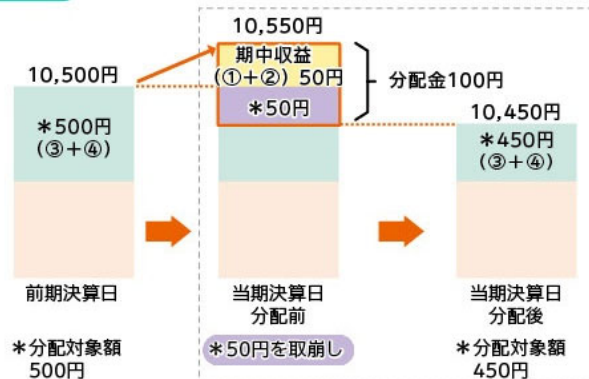 10,550円
期中収益
(①+②) 50円
分配金100円
10,500円
＊50円
10,450円
＊500円
(③+④)
＊450円
(③+④)
前期決算日
当期決算日
分配前
当期決算日
分配後
＊分配対象額
500円
＊50円を取崩し
＊分配対象額
450円